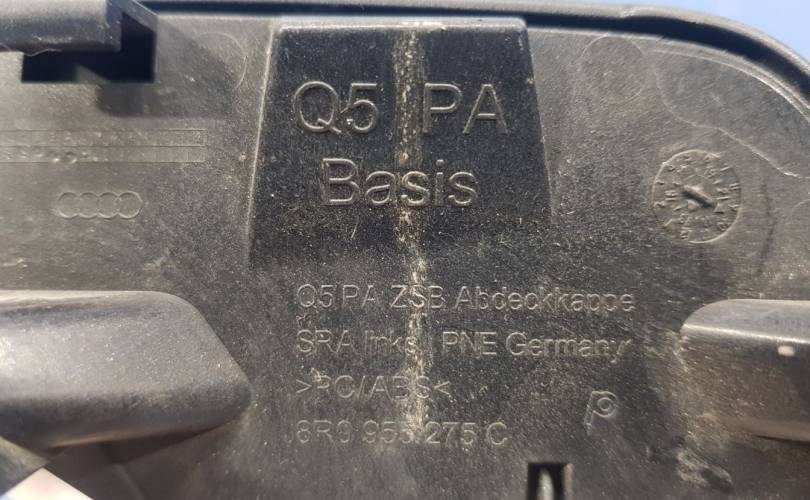 Q5 PA
Basis
Q5 PA ZSB Abdeckkappe
SRA links PNE Germany
>PC/ABS<
8R0 955 275 C